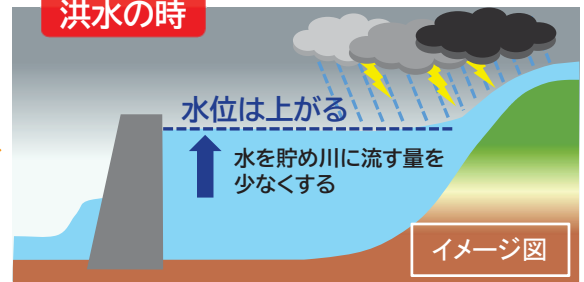 洪水の時
水位は上がる
水を貯め川に流す量を
少なくする
イメージ図